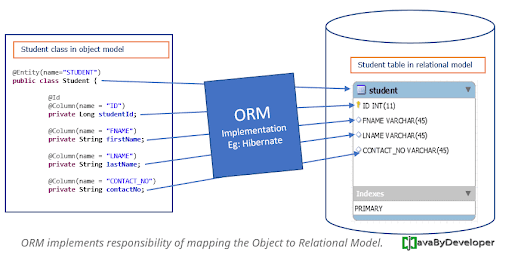 Student class in object model
@Entity(name="STUDENT")
public class Student {
@Id
@Column(name = "ID")
private Long studentId;
@Column(name = "FNAME")
private String firstName;
@Column(name = "LNAME")
private String lastName;
@Column(name = "CONTACT_NO")
private String contactNo;
ORM
Implementation
Eg: Hibernate
Student table in relational model
student
ID INT(11)
FNAME VARCHAR(45)
LNAME VARCHAR(45)
CONTACT_NO VARCHAR(45)
Indexes
PRIMARY
ORM implements responsibility of mapping the Object to Relational Model.
JavaByDeveloper